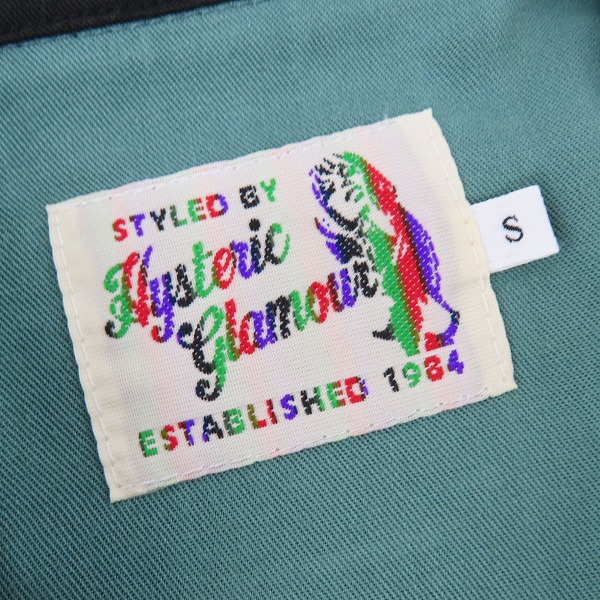 STYLED BY
Hysteric
Glamour
ESTABLISHED 1984
S